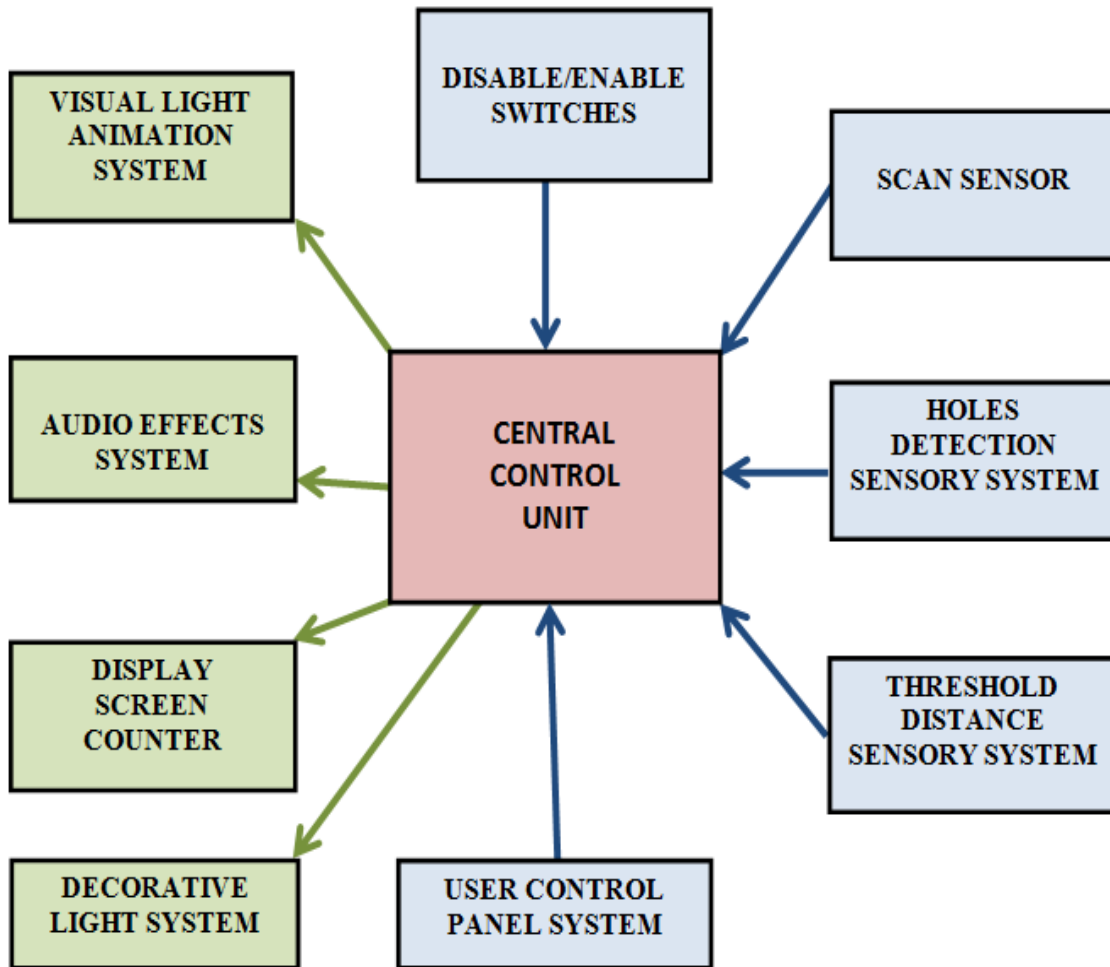 DISABLE/ENABLE
SWITCHES
VISUAL LIGHT
ANIMATION
SYSTEM
SCAN SENSOR
AUDIO EFFECTS
SYSTEM
CENTRAL
CONTROL
UNIT
HOLES
DETECTION
SENSORY SYSTEM
DISPLAY
SCREEN
COUNTER
THRESHOLD
DISTANCE
SENSORY SYSTEM
DECORATIVE
LIGHT SYSTEM
USER CONTROL
PANEL SYSTEM